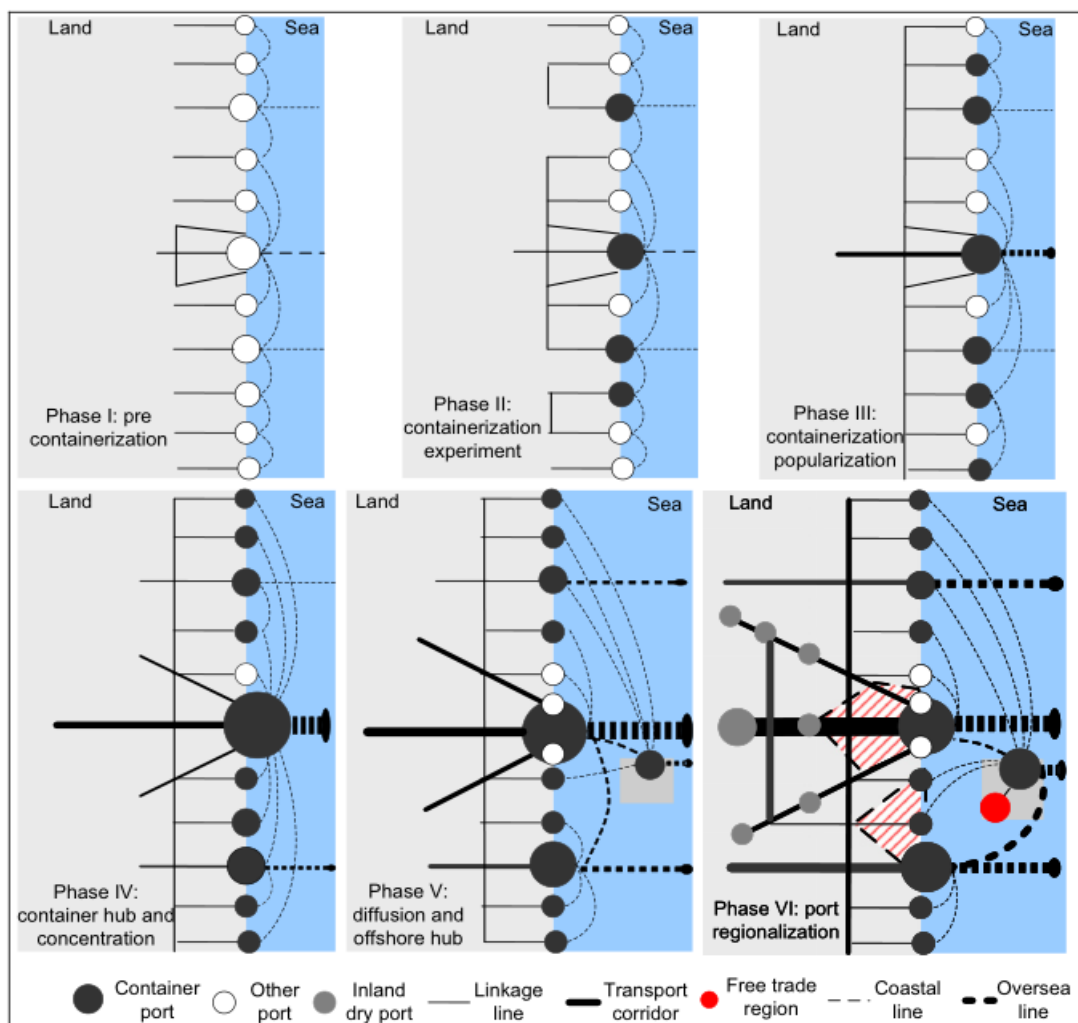 Land
Sea
Phase I: pre
containerization
Land
Sea
Phase II:
containerization
experiment
Land
Sea
Phase III:
containerization
popularization
Land
Sea
Phase IV:
container hub and
concentration
Land
Sea
Phase V:
diffusion and
offshore hub
Land
Sea
Phase VI: port
regionalization
Container
port
Other
port
Inland
dry port
Linkage
line
Transport
corridor
Free trade
region
Coastal
line
Oversea
line